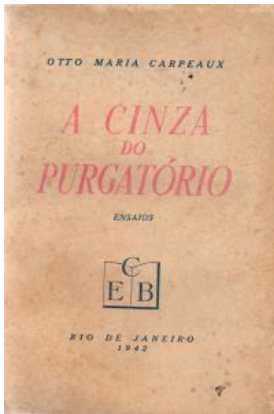 OTTO MARIA CARPEAUX
A CINZA
DO
PURGATÓRIO
ENSAIOS
C
E B
RIO DE JANEIRO
1942